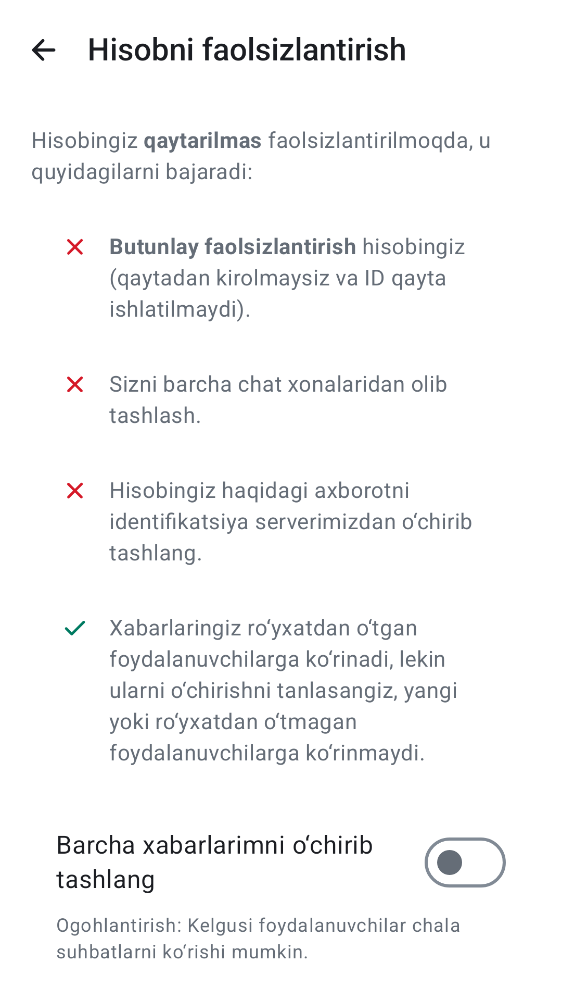 Hisobni faolsizlantirish
Hisobingiz qaytarilmas faolsizlantirilmoqda, u
quyidagilarni bajaradi:
Butunlay faolsizlantirish hisobingiz
(qaytadan kirolmaysiz va ID qayta
ishlatilmaydi).
Sizni barcha chat xonalaridan olib
tashlash.
Hisobingiz haqidagi axborotni
identifikatsiya serverimizdan oʻchirib
tashlang.
Xabarlaringiz roʻyxatdan oʻtgan
foydalanuvchilarga koʻrinadi, lekin
ularni oʻchirishni tanlasangiz, yangi
yoki roʻyxatdan oʻtmagan
foydalanuvchilarga koʻrinmaydi.
Barcha xabarlarimni oʻchirib
tashlang
Ogohlantirish: Kelgusi foydalanuvchilar chala
suhbatlarni koʻrishi mumkin.